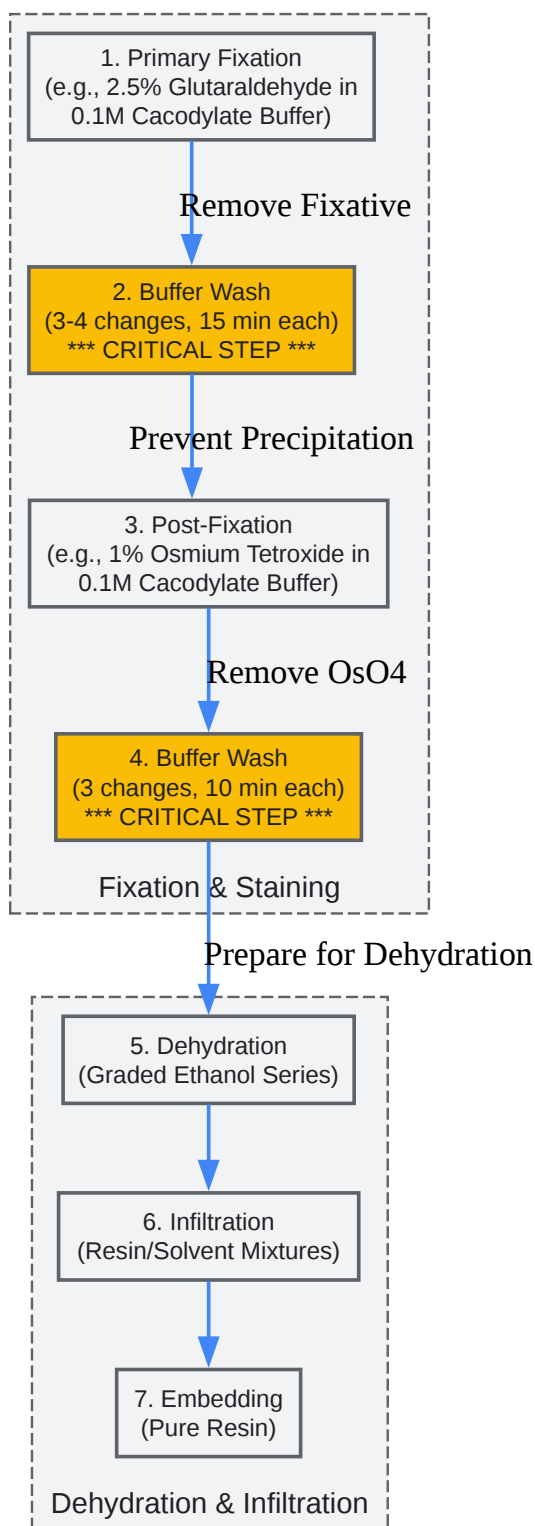 1. Primary Fixation
(e.g., 2.5% Glutaraldehyde in
0.1M Cacodylate Buffer)
Remove Fixative
2. Buffer Wash
(3-4 changes, 15 min each)
*** CRITICAL STEP ***
Prevent Precipitation
3. Post-Fixation
(e.g., 1% Osmium Tetroxide in
0.1M Cacodylate Buffer)
Remove OsO4
4. Buffer Wash
(3 changes, 10 min each)
*** CRITICAL STEP ***
Fixation & Staining
Prepare for Dehydration
5. Dehydration
(Graded Ethanol Series)
6. Infiltration
(Resin/Solvent Mixtures)
7. Embedding
(Pure Resin)
Dehydration & Infiltration